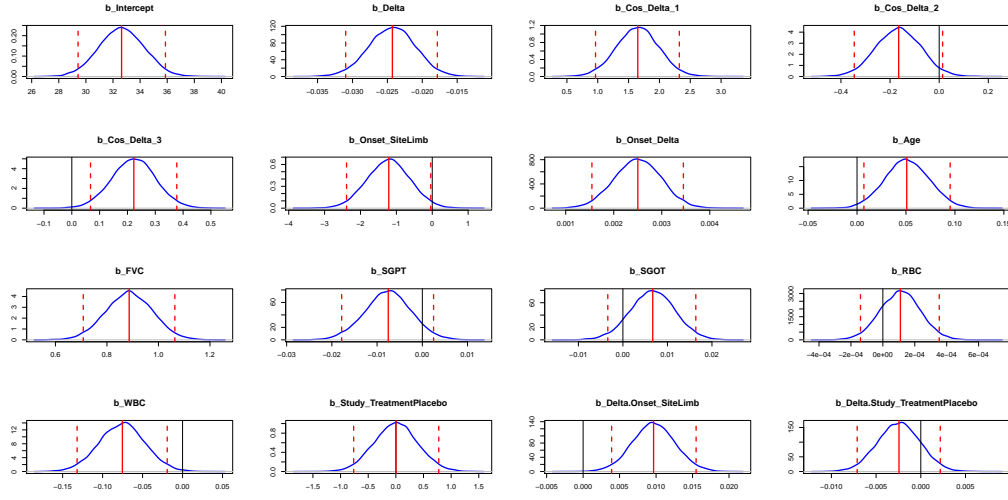 b_Intercept
0.00 0.10 0.20
26 28 30 32 34 36 38 40
b_Delta
0 40 80 120
−0.035 −0.030 −0.025 −0.020 −0.015
b_Cos_Delta_1
0.0 0.4 0.8 1.2
0.5 1.0 1.5 2.0 2.5 3.0
b_Cos_Delta_2
0 1 2 3 4
−0.4 −0.2 0.0 0.2
b_Cos_Delta_3
0 2 4
−0.1 0.0 0.1 0.2 0.3 0.4 0.5
b_Onset_SiteLimb
0.0 0.3 0.6
−4 −3 −2 −1 0 1
b_Onset_Delta
0 400 800
0.001 0.002 0.003 0.004
b_Age
0 5 10
−0.05 0.00 0.05 0.10 0.15
b_FVC
0 1 2 3 4
0.6 0.8 1.0 1.2
b_SGPT
0 20 40 60
−0.03 −0.02 −0.01 0.00 0.01
b_SGOT
0 20 40 60 80
−0.01 0.00 0.01 0.02
b_RBC
0 1500 3000
−4e−04 −2e−04 0e+00 2e−04 4e−04 6e−04
b_WBC
0 4 8 12
−0.15 −0.10 −0.05 0.00 0.05
b_Study_TreatmentPlacebo
0.0 0.4 0.8
−1.5 −1.0 −0.5 0.0 0.5 1.0 1.5
b_Delta.Onset_SiteLimb
0 40 80 140
−0.005 0.000 0.005 0.010 0.015 0.020
b_Delta.Study_TreatmentPlacebo
0 50 150
−0.010 −0.005 0.000 0.005